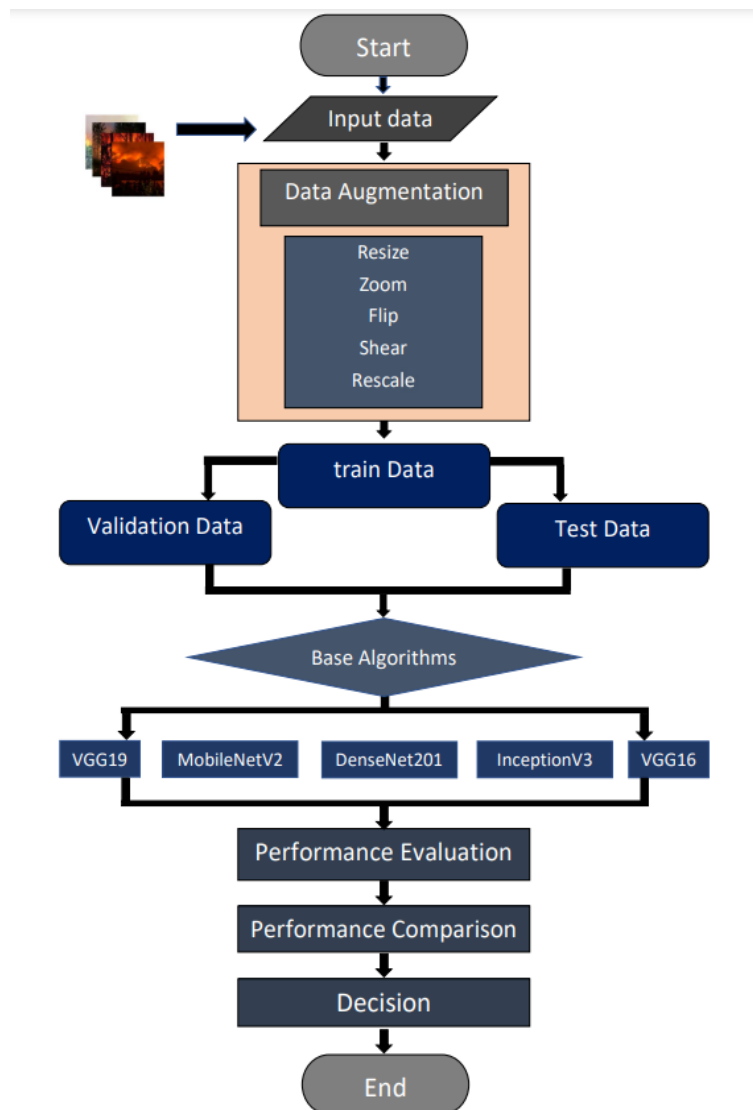 Start
Input data
Data Augmentation
Resize
Zoom
Flip
Shear
Rescale
train Data
Validation Data
Test Data
Base Algorithms
VGG19
MobileNetV2
DenseNet201
InceptionV3
VGG16
Performance Evaluation
Performance Comparison
Decision
End